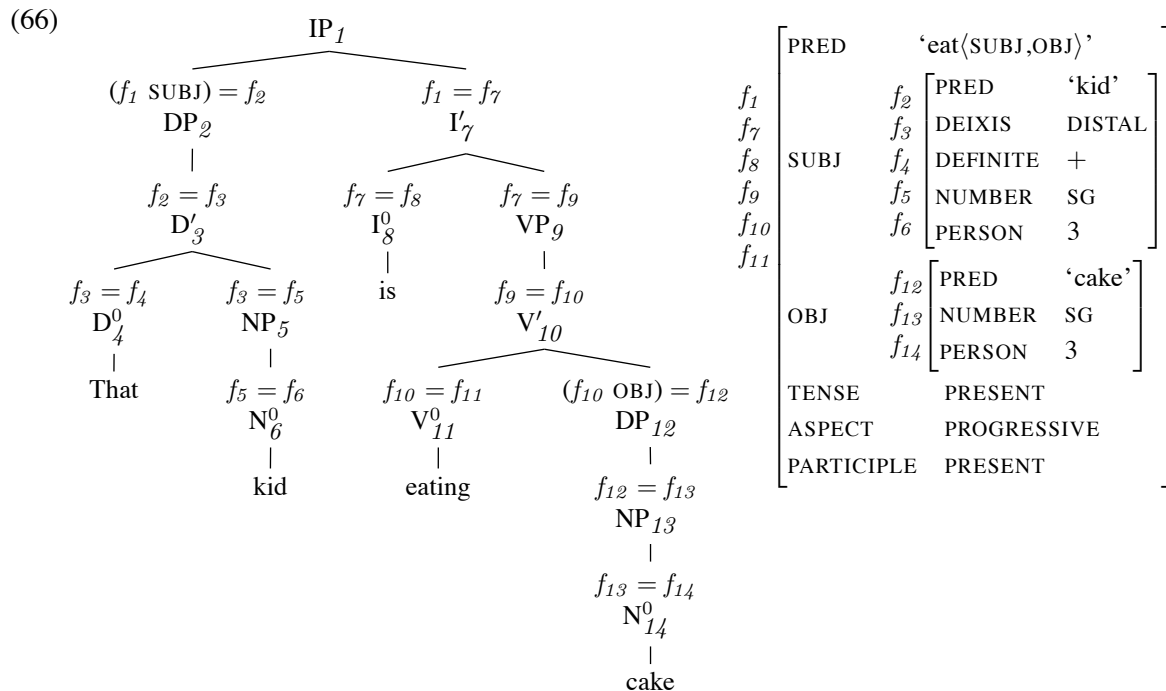 (66)
IP1
(f1 SUBJ) = f2 f1 = f7
DP2 I′7
f2 = f3 f7 = f8 f7 = f9
D′3 I⁰8 VP9
f3 = f4 f3 = f5 is f9 = f10
D⁰4 NP5 V′10
That f5 = f6 f10 = f11 (f10 OBJ) = f12
N⁰6 V⁰11 DP12
kid eating f12 = f13
NP13
f13 = f14
N⁰14
cake
f1
f7
f8
f9
f10
f11
PRED ‘eat⟨SUBJ,OBJ⟩’
SUBJ
f2
f3
f4
f5
f6
PRED ‘kid’
DEIXIS DISTAL
DEFINITE +
NUMBER SG
PERSON 3
OBJ
f12
f13
f14
PRED ‘cake’
NUMBER SG
PERSON 3
TENSE PRESENT
ASPECT PROGRESSIVE
PARTICIPLE PRESENT